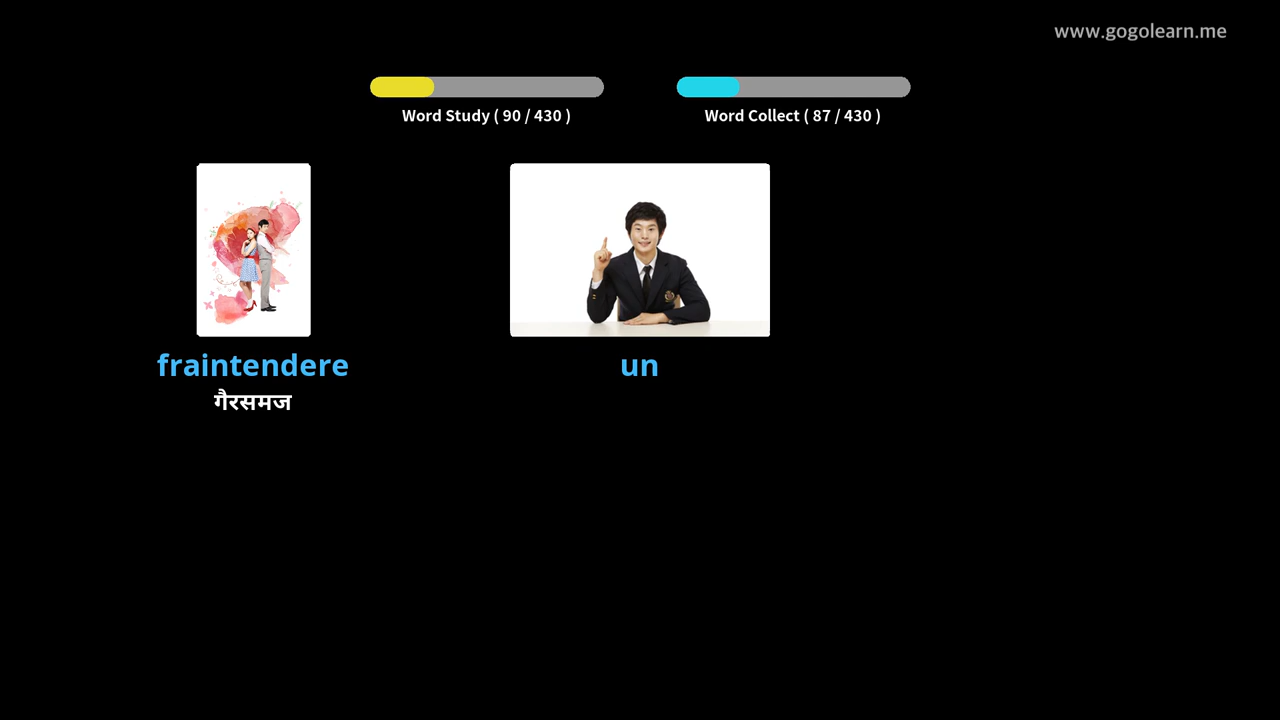 www.gogolearn.me
Word Study ( 90 / 430 )
Word Collect ( 87 / 430 )
fraintendere
गैरसमज
un